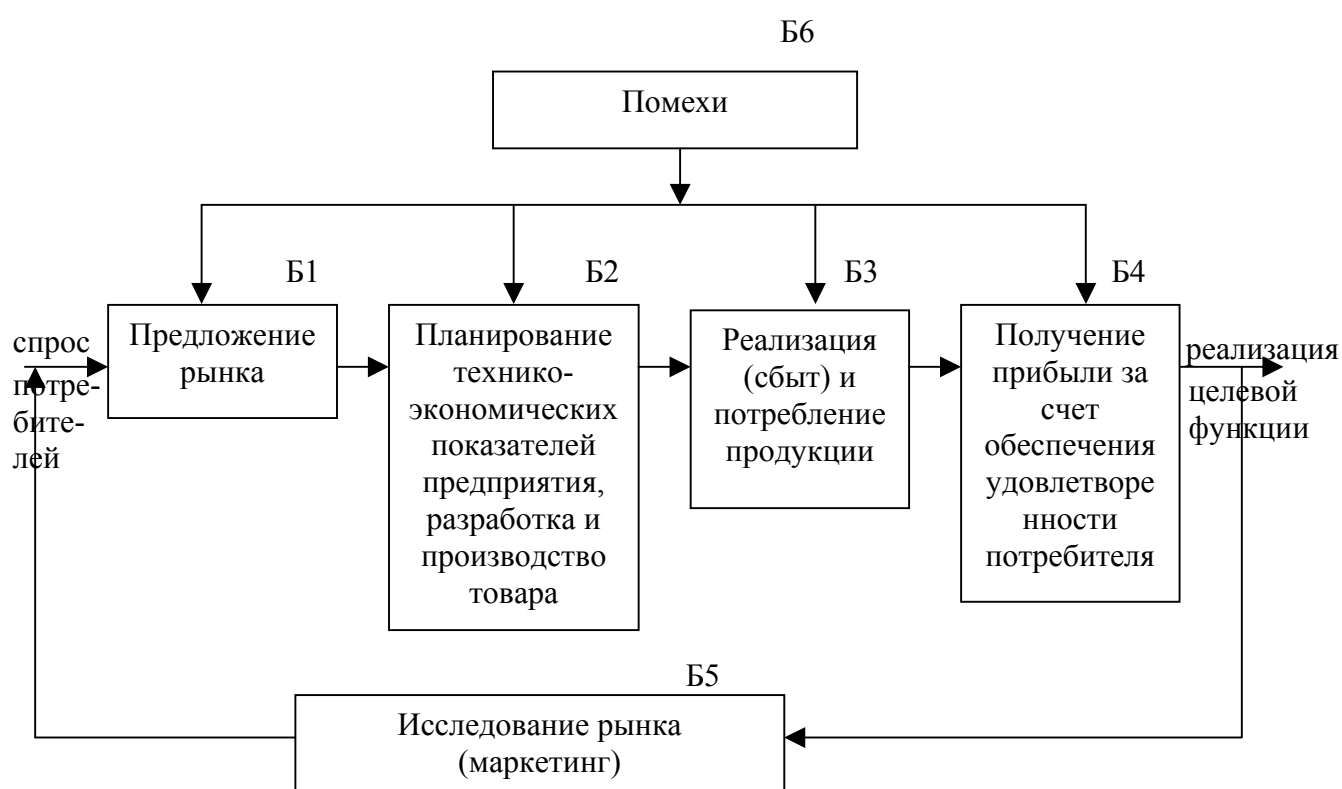 Б6
Помехи
Б1
Б2
Б3
Б4
спрос
потре-
бите-
лей
Предложение
рынка
Планирование
технико-
экономических
показателей
предприятия,
разработка и
производство
товара
Реализация
(сбыт) и
потребление
продукции
Получение
прибыли за
счет
обеспечения
удовлетворе
нности
потребителя
реализация
целевой
функции
Б5
Исследование рынка
(маркетинг)